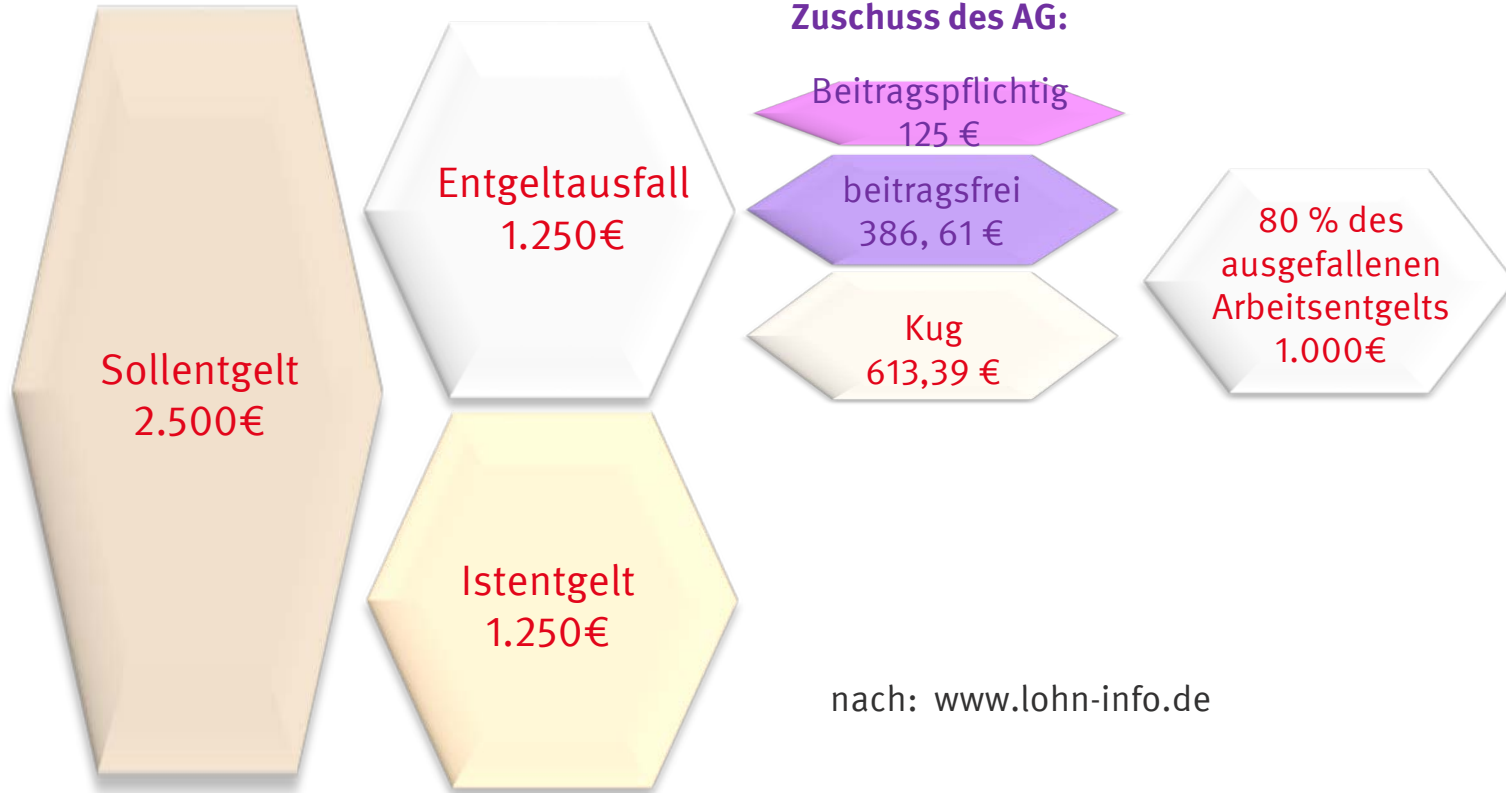 Sollentgelt
2.500€
Entgeltausfall
1.250€
Istentgelt
1.250€
Zuschuss des AG:
Beitragspflichtig
125 €
beitragsfrei
386, 61 €
Kug
613,39 €
80 % des
ausgefallenen
Arbeitsentgelts
1.000€
nach: www.lohn-info.de